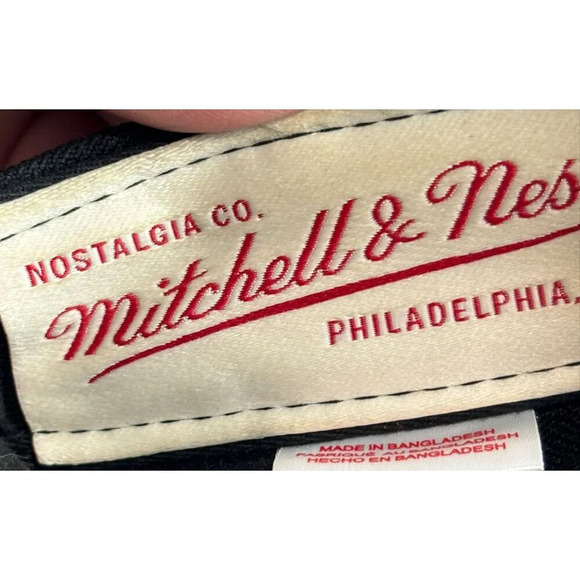 NOSTALGIA CO.
Mitchell & Nes
PHILADELPHIA,
MADE IN BANGLADESH
FABRIQUÉ AU BANGLADESH
HECHO EN BANGLADESH